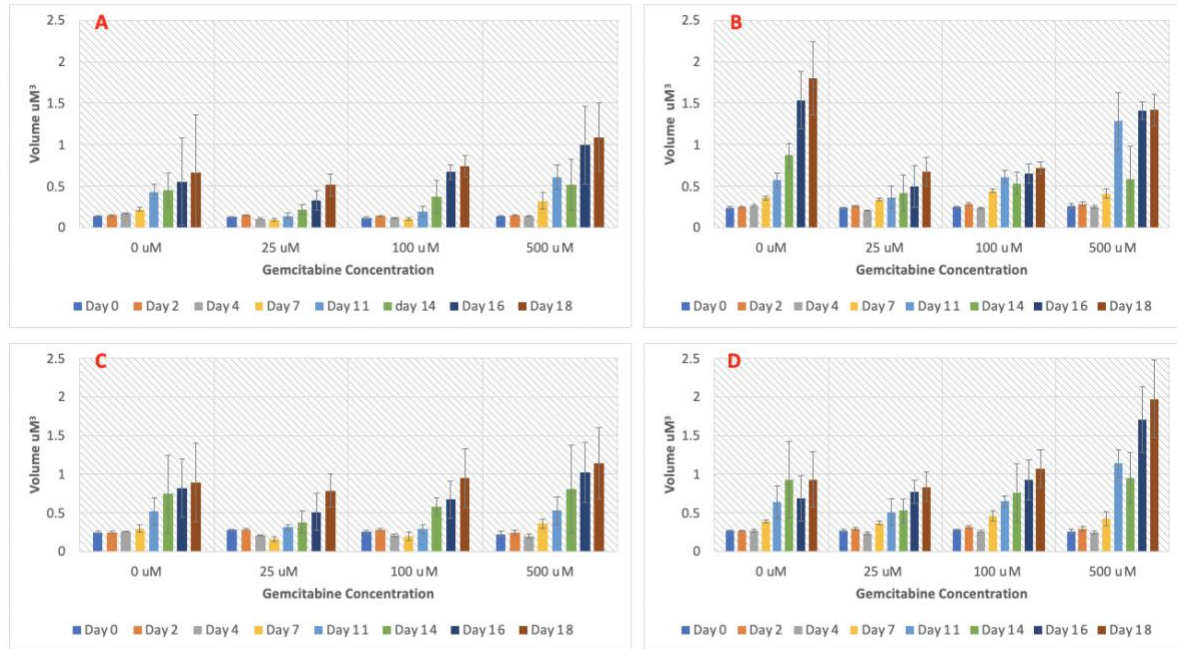 A
2.5
2
1.5
1
0.5
0
Volume uM³
0 uM
25 uM
100 uM
500 uM
Gemcitabine Concentration
Day 0 Day 2 Day 4 Day 7 Day 11 day 14 Day 16 Day 18
B
2.5
2
1.5
1
0.5
0
Volume uM³
0 uM
25 uM
100 uM
500 uM
Gemcitabine Concentration
Day 0 Day 2 Day 4 Day 7 Day 11 Day 14 Day 16 Day 18
C
2.5
2
1.5
1
0.5
0
Volume uM³
0 uM
25 uM
100 uM
500 uM
Gemcitabine Concentration
Day 0 Day 2 Day 4 Day 7 Day 11 Day 14 Day 16 Day 18
D
2.5
2
1.5
1
0.5
0
Volume uM³
0 uM
25 uM
100 uM
500 uM
Gemcitabine Concentration
Day 0 Day 2 Day 4 Day 7 Day 11 Day 14 Day 16 Day 18